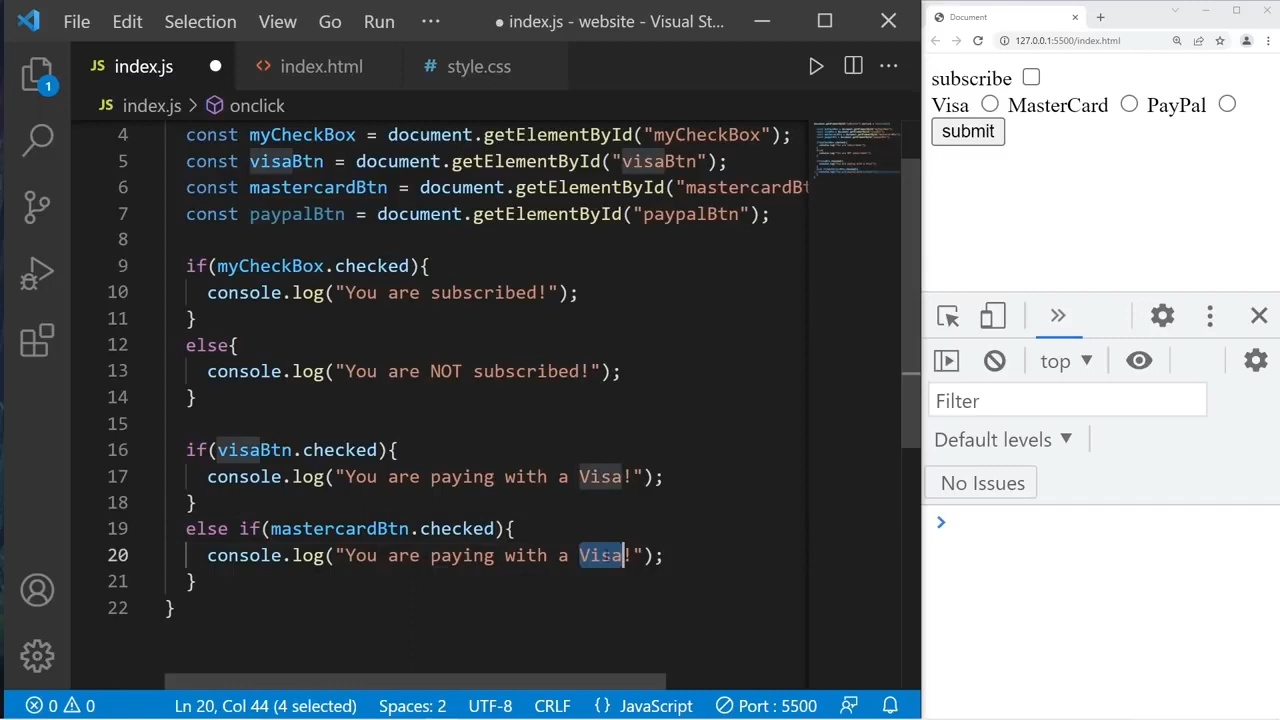 File Edit Selection View Go Run ··· ● index.js - website - Visual St...
JS index.js ● <> index.html # style.css
JS index.js > onclick
4 const myCheckBox = document.getElementById("myCheckBox");
5 const visaBtn = document.getElementById("visaBtn");
6 const mastercardBtn = document.getElementById("mastercardBt
7 const paypalBtn = document.getElementById("paypalBtn");
8
9 if(myCheckBox.checked){
10 console.log("You are subscribed!");
11 }
12 else{
13 console.log("You are NOT subscribed!");
14 }
15
16 if(visaBtn.checked){
17 console.log("You are paying with a Visa!");
18 }
19 else if(mastercardBtn.checked){
20 console.log("You are paying with a Visa!");
21 }
22 }
1
0 0 Ln 20, Col 44 (4 selected) Spaces: 2 UTF-8 CRLF {} JavaScript Port : 5500
Document
127.0.0.1:5500/index.html
subscribe
Visa MasterCard PayPal
submit
top
Filter
Default levels
No Issues